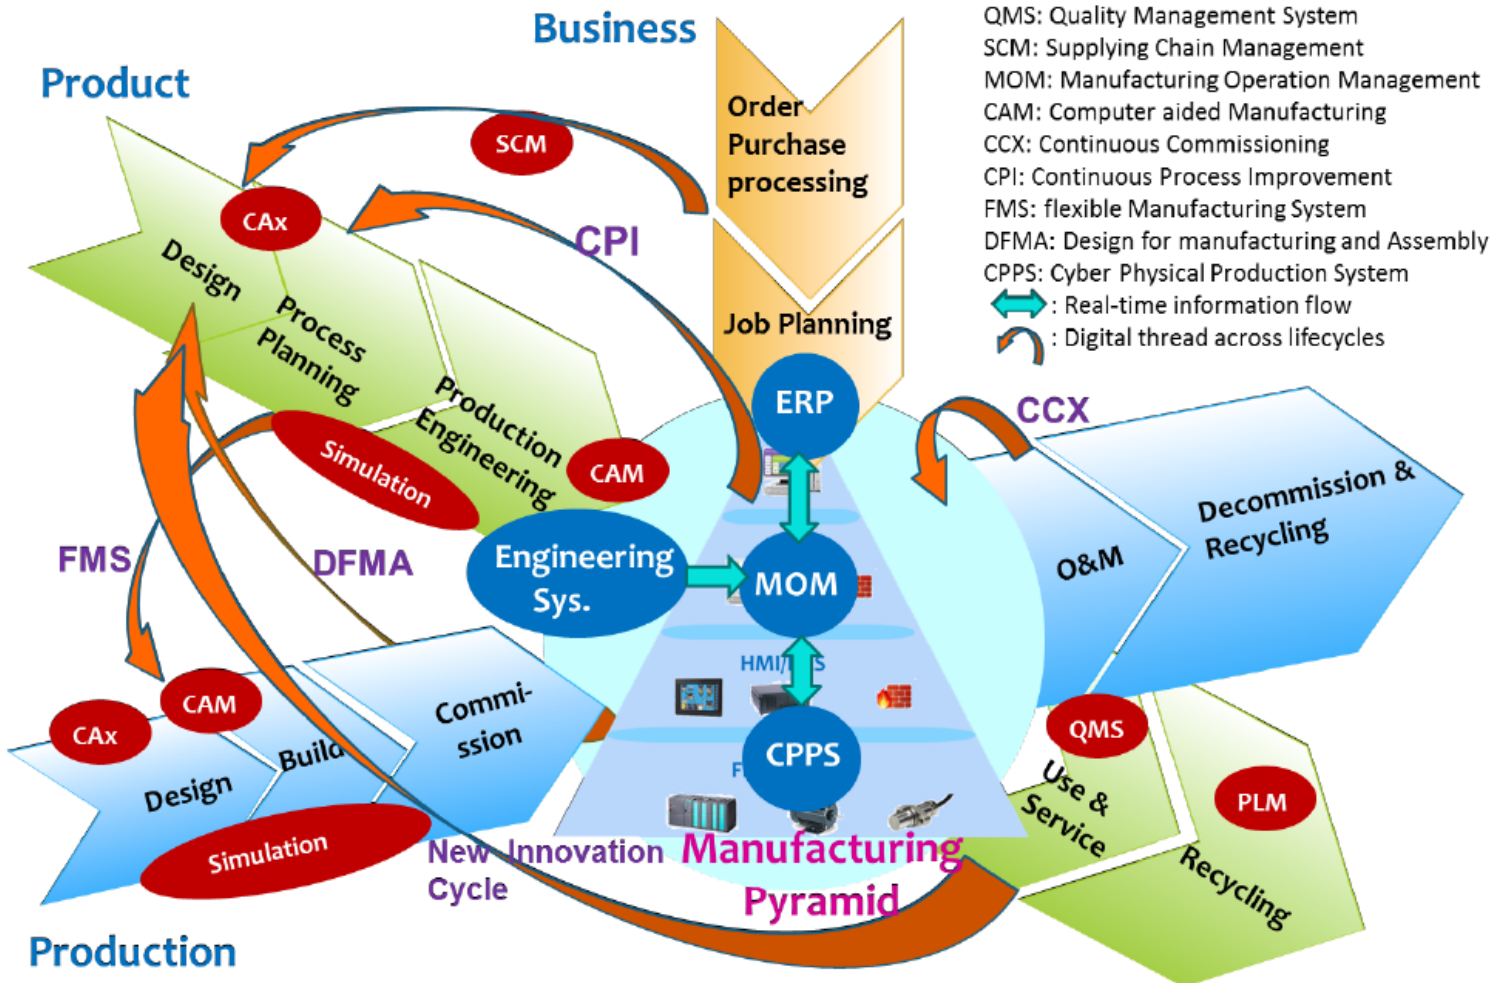 Business
Product
Order
Purchase
processing
SCM
CAx
Design
Process
Planning
CPI
Job Planning
ERP
Production
Engineering
Simulation
CAM
Engineering
Sys.
MOM
FMS
DFMA
CCX
O&M
Decommission &
Recycling
CAx
CAM
Design
Build
Commi-
ssion
Simulation
CPPS
QMS
Use &
Service
PLM
Recycling
New Innovation
Cycle
Manufacturing
Pyramid
Production
QMS: Quality Management System
SCM: Supplying Chain Management
MOM: Manufacturing Operation Management
CAM: Computer aided Manufacturing
CCX: Continuous Commissioning
CPI: Continuous Process Improvement
FMS: flexible Manufacturing System
DFMA: Design for manufacturing and Assembly
CPPS: Cyber Physical Production System
: Real-time information flow
: Digital thread across lifecycles